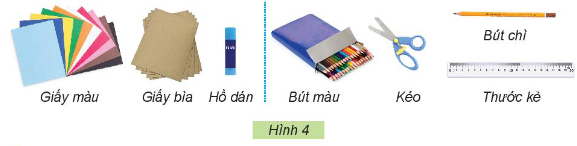 Bút chì
Giấy màu
Giấy bìa
Hồ dán
Bút màu
Kéo
Thước kẻ
Hình 4